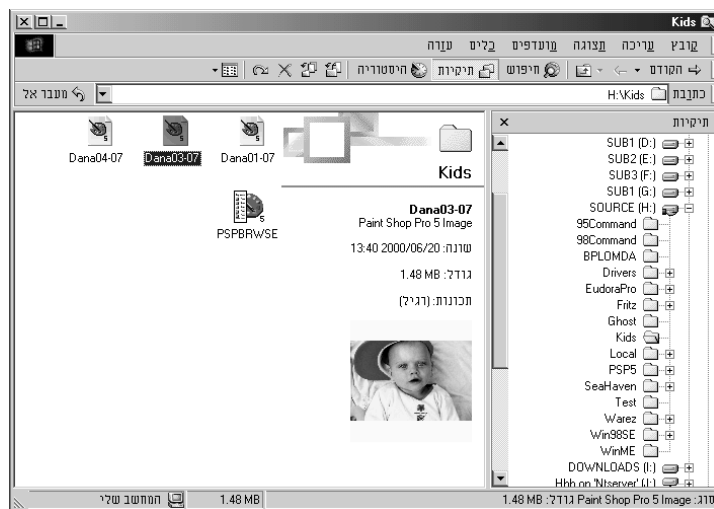 Kids
קובץ עריכה תצוגה מועדפים כלים עזרה
הקודם חיפוש תיקיות היסטוריה
כתובת H:\Kids מעבר אל
תיקיות
SUB1 (D:)
SUB2 (E:)
SUB3 (F:)
SUB1 (G:)
SOURCE (H:)
95Command
98Command
BPLOMDA
Drivers
EudoraPro
Fritz
Ghost
Kids
Local
PSP5
SeaHaven
Test
Warez
Win98SE
WinME
DOWNLOADS (I:)
Hbh on 'Ntserver' (J:)
Kids
Dana03-07
Paint Shop Pro 5 Image
שונה: 13:40 2000/06/20
גודל: 1.48 MB
תכונות: (רגיל)
Dana01-07
Dana03-07
Dana04-07
PSPBRWSE
סוג: Paint Shop Pro 5 Image גודל: 1.48 MB
1.48 MB
המחשב שלי